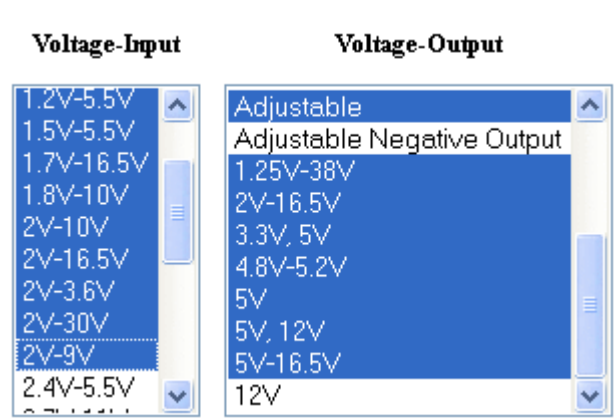 Voltage-Input
1.2V-5.5V
1.5V-5.5V
1.7V-16.5V
1.8V-10V
2V-10V
2V-16.5V
2V-3.6V
2V-30V
2V-9V
2.4V-5.5V
Voltage-Output
Adjustable
Adjustable Negative Output
1.25V-38V
2V-16.5V
3.3V, 5V
4.8V-5.2V
5V
5V, 12V
5V-16.5V
12V